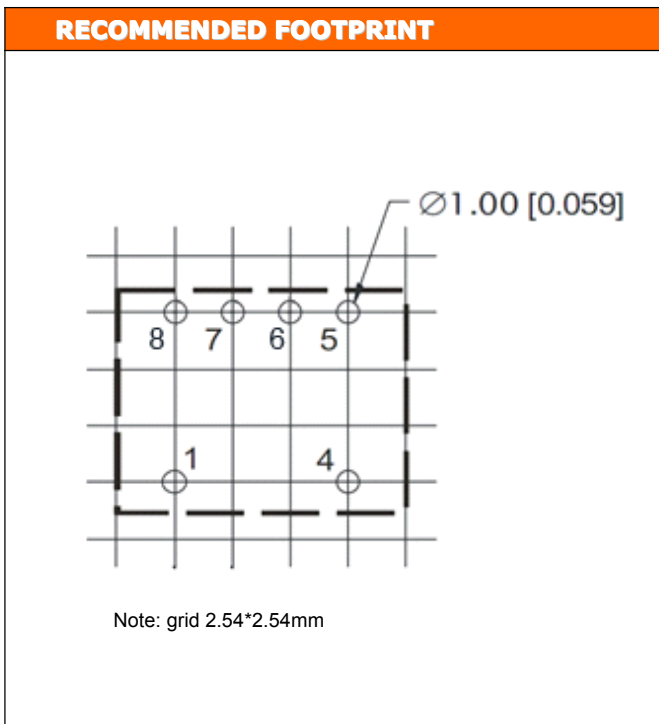 RECOMMENDED FOOTPRINT
∅1.00 [0.059]
8 7 6 5
1 4
Note: grid 2.54*2.54mm